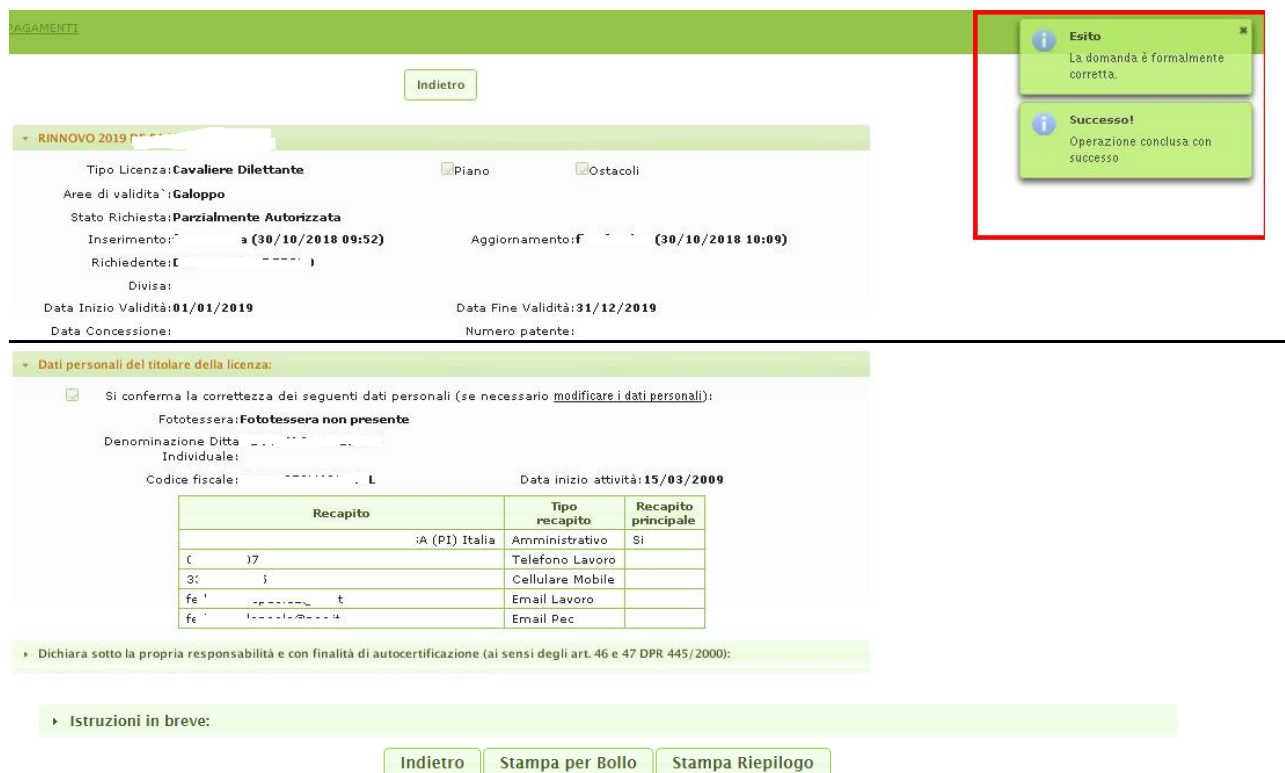 PAGAMENTI
Esito
La domanda è formalmente
corretta.
Indietro
Successo!
Operazione conclusa con
successo
RINNOVO 2019
Tipo Licenza:Cavaliere Dilettante Piano Ostacoli
Aree di validita`:Galoppo
Stato Richiesta:Parzialmente Autorizzata
Inserimento: a (30/10/2018 09:52) Aggiornamento:f (30/10/2018 10:09)
Richiedente:
Divisa:
Data Inizio Validità:01/01/2019 Data Fine Validità:31/12/2019
Data Concessione: Numero patente:
Dati personali del titolare della licenza:
Si conferma la correttezza dei seguenti dati personali (se necessario modificare i dati personali):
Fototessera:Fototessera non presente
Denominazione Ditta
Individuale:
Codice fiscale: L Data inizio attività:15/03/2009
Recapito Tipo recapito Recapito principale
(PI) Italia Amministrativo Si
Telefono Lavoro
Cellulare Mobile
Email Lavoro
Email Pec
Dichiara sotto la propria responsabilità e con finalità di autocertificazione (ai sensi degli art. 46 e 47 DPR 445/2000):
Istruzioni in breve:
Indietro Stampa per Bollo Stampa Riepilogo